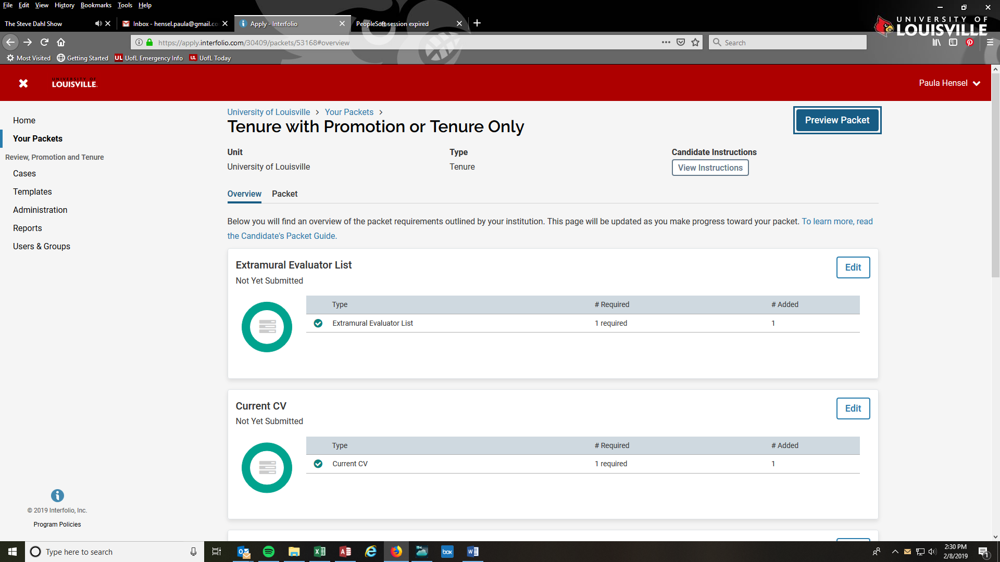 File Edit View History Bookmarks Tools Help
The Steve Dahl Show
Inbox - hensel.paula@gmail.co
Apply - Interfolio
PeopleSoft session expired
UNIVERSITY OF
LOUISVILLE
https://apply.interfolio.com/30409/packets/53168#overview
Search
Most Visited
Getting Started
UL UofL Emergency Info
UL UofL Today
UNIVERSITY OF
LOUISVILLE.
Paula Hensel
Home
Your Packets
Review, Promotion and Tenure
Cases
Templates
Administration
Reports
Users & Groups
© 2019 Interfolio, Inc.
Program Policies
University of Louisville > Your Packets >
Tenure with Promotion or Tenure Only
Preview Packet
Unit
University of Louisville
Type
Tenure
Candidate Instructions
View Instructions
Overview
Packet
Below you will find an overview of the packet requirements outlined by your institution. This page will be updated as you make progress toward your packet. To learn more, read
the Candidate's Packet Guide.
Extramural Evaluator List
Edit
Not Yet Submitted
Type # Required # Added
Extramural Evaluator List 1 required 1
Current CV
Edit
Not Yet Submitted
Type # Required # Added
Current CV 1 required 1
Type here to search
box
2:30 PM
2/8/2019
1